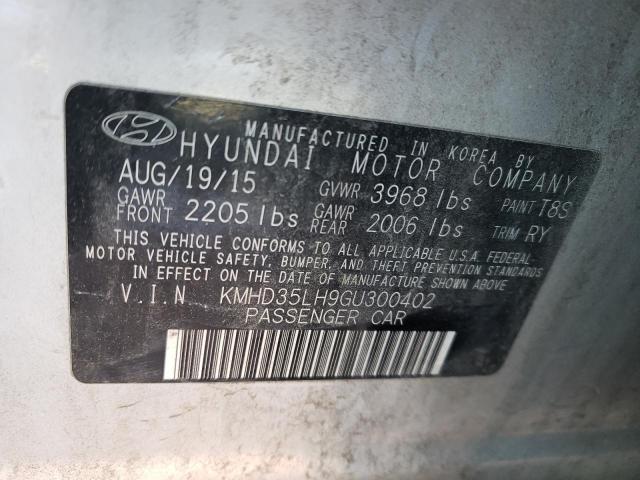 MANUFACTURED IN KOREA BY
HYUNDAI MOTOR COMPANY
AUG/19/15 GVWR 3968 lbs PAINT T8S
GAWR FRONT 2205 lbs GAWR REAR 2006 lbs TRIM RY
THIS VEHICLE CONFORMS TO ALL APPLICABLE U.S.A. FEDERAL
MOTOR VEHICLE SAFETY, BUMPER, AND THEFT PREVENTION STANDARDS
IN EFFECT ON THE DATE OF MANUFACTURE SHOWN ABOVE.
V.I.N KMHD35LH9GU300402
PASSENGER CAR